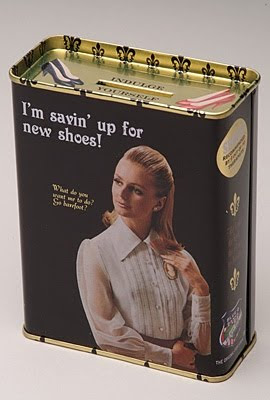 INDULGE
YOURSELF
I'm savin' up for
new shoes!
What do you
want me to do?
Go barefoot?